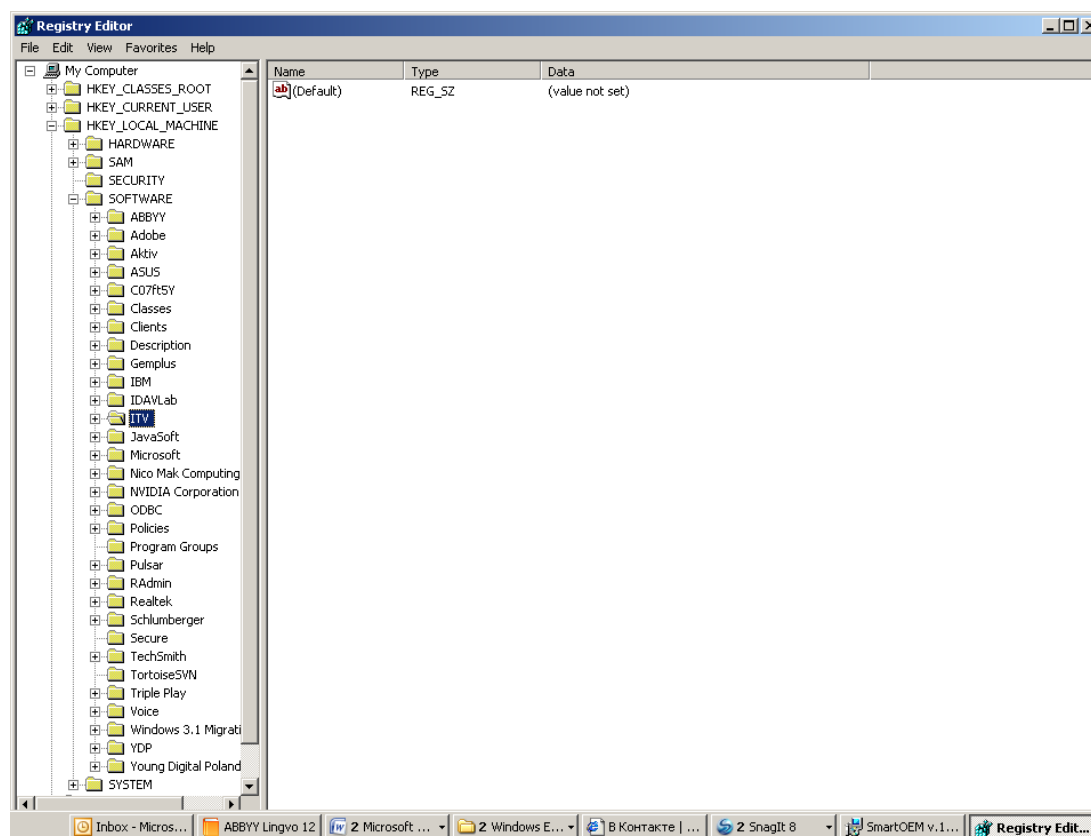 Registry Editor
File Edit View Favorites Help
My Computer
HKEY_CLASSES_ROOT
HKEY_CURRENT_USER
HKEY_LOCAL_MACHINE
HARDWARE
SAM
SECURITY
SOFTWARE
ABBYY
Adobe
Aktiv
ASUS
C07ft5Y
Classes
Clients
Description
Gemplus
IBM
IDAVLab
ITV
JavaSoft
Microsoft
Nico Mak Computing
NVIDIA Corporation
ODBC
Policies
Program Groups
Pulsar
RAdmin
Realtek
Schlumberger
Secure
TechSmith
TortoiseSVN
Triple Play
Voice
Windows 3.1 Migrati
YDP
Young Digital Poland
SYSTEM
Name Type Data
ab (Default) REG_SZ (value not set)
Inbox - Micros... ABBYY Lingvo 12 2 Microsoft ... 2 Windows E... В Контакте | ... 2 SnagIt 8 SmartOEM v.1... Registry Edit...